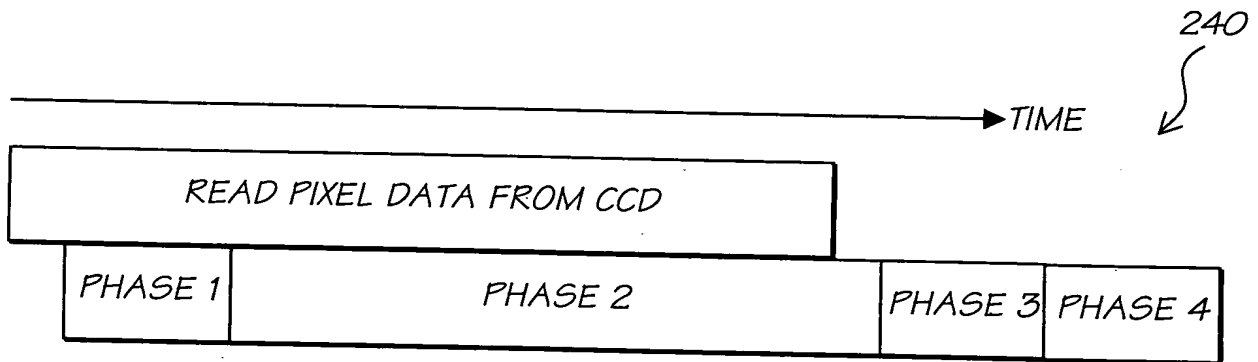 240
TIME
READ PIXEL DATA FROM CCD
PHASE 1 PHASE 2 PHASE 3 PHASE 4